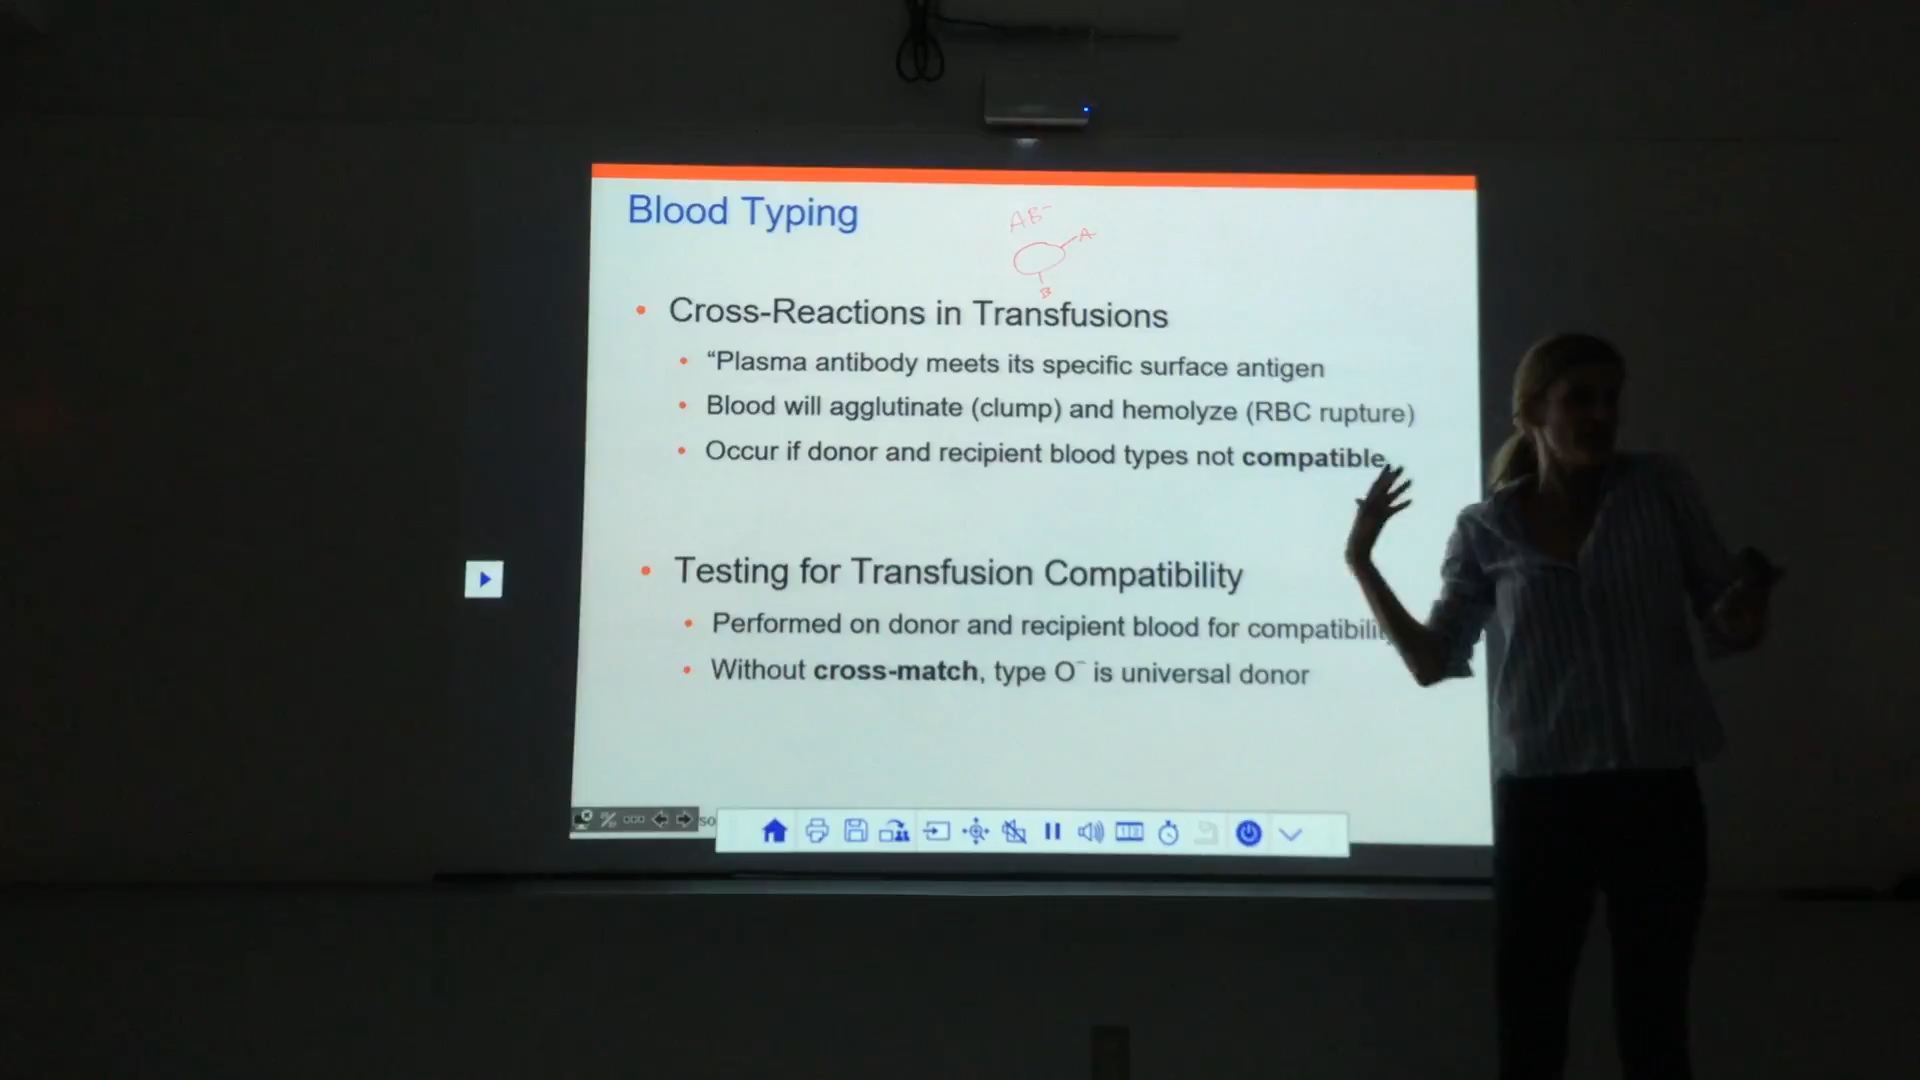 Blood Typing
AB-
A
B
• Cross-Reactions in Transfusions
• “Plasma antibody meets its specific surface antigen
• Blood will agglutinate (clump) and hemolyze (RBC rupture)
• Occur if donor and recipient blood types not compatible
• Testing for Transfusion Compatibility
• Performed on donor and recipient blood for
• Without cross-match, type O⁻ is universal donor
so